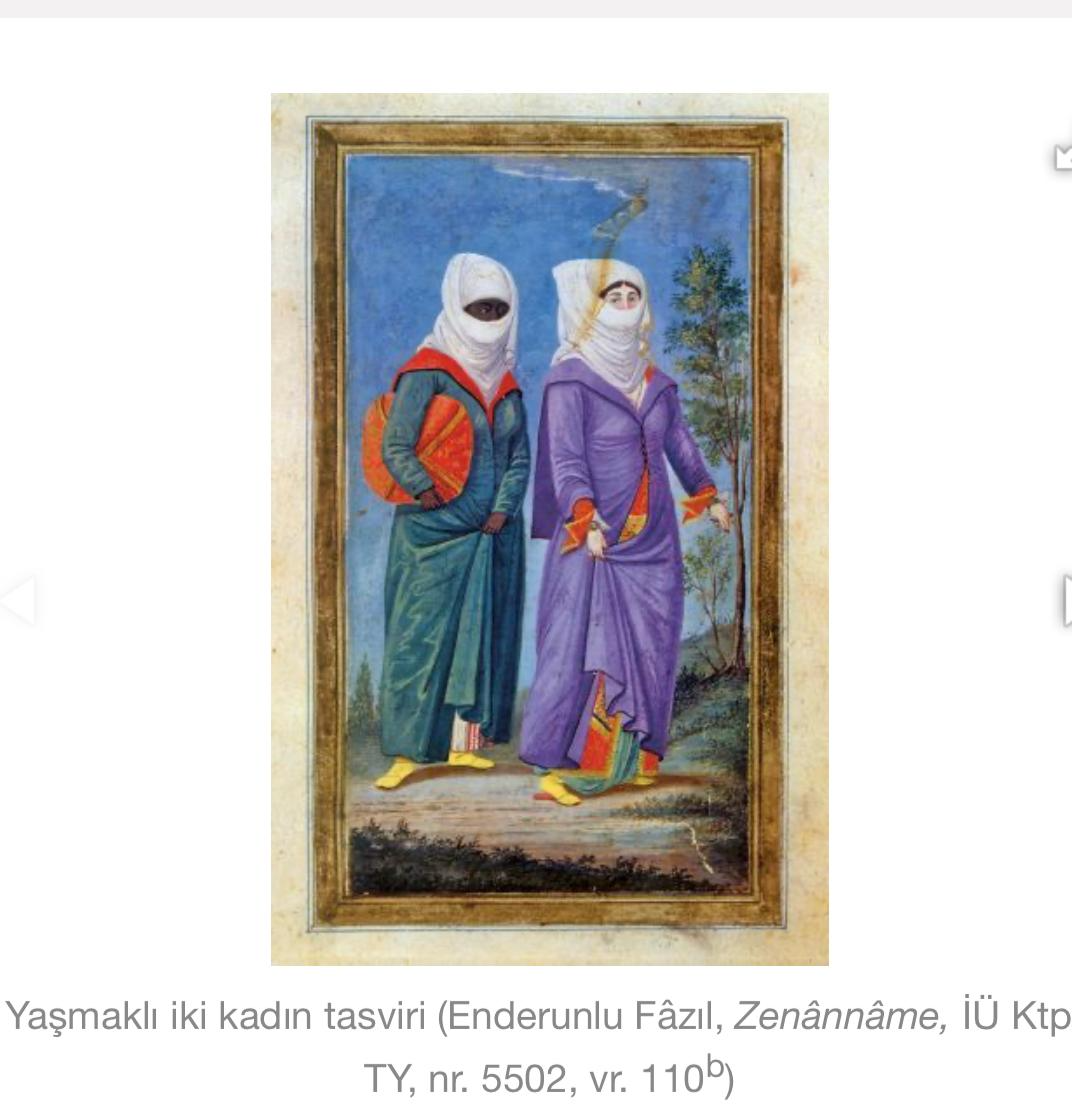 Yaşmaklı iki kadın tasviri (Enderunlu Fâzıl, Zenânnâme, İÜ Ktp
TY, nr. 5502, vr. 110ᵇ)